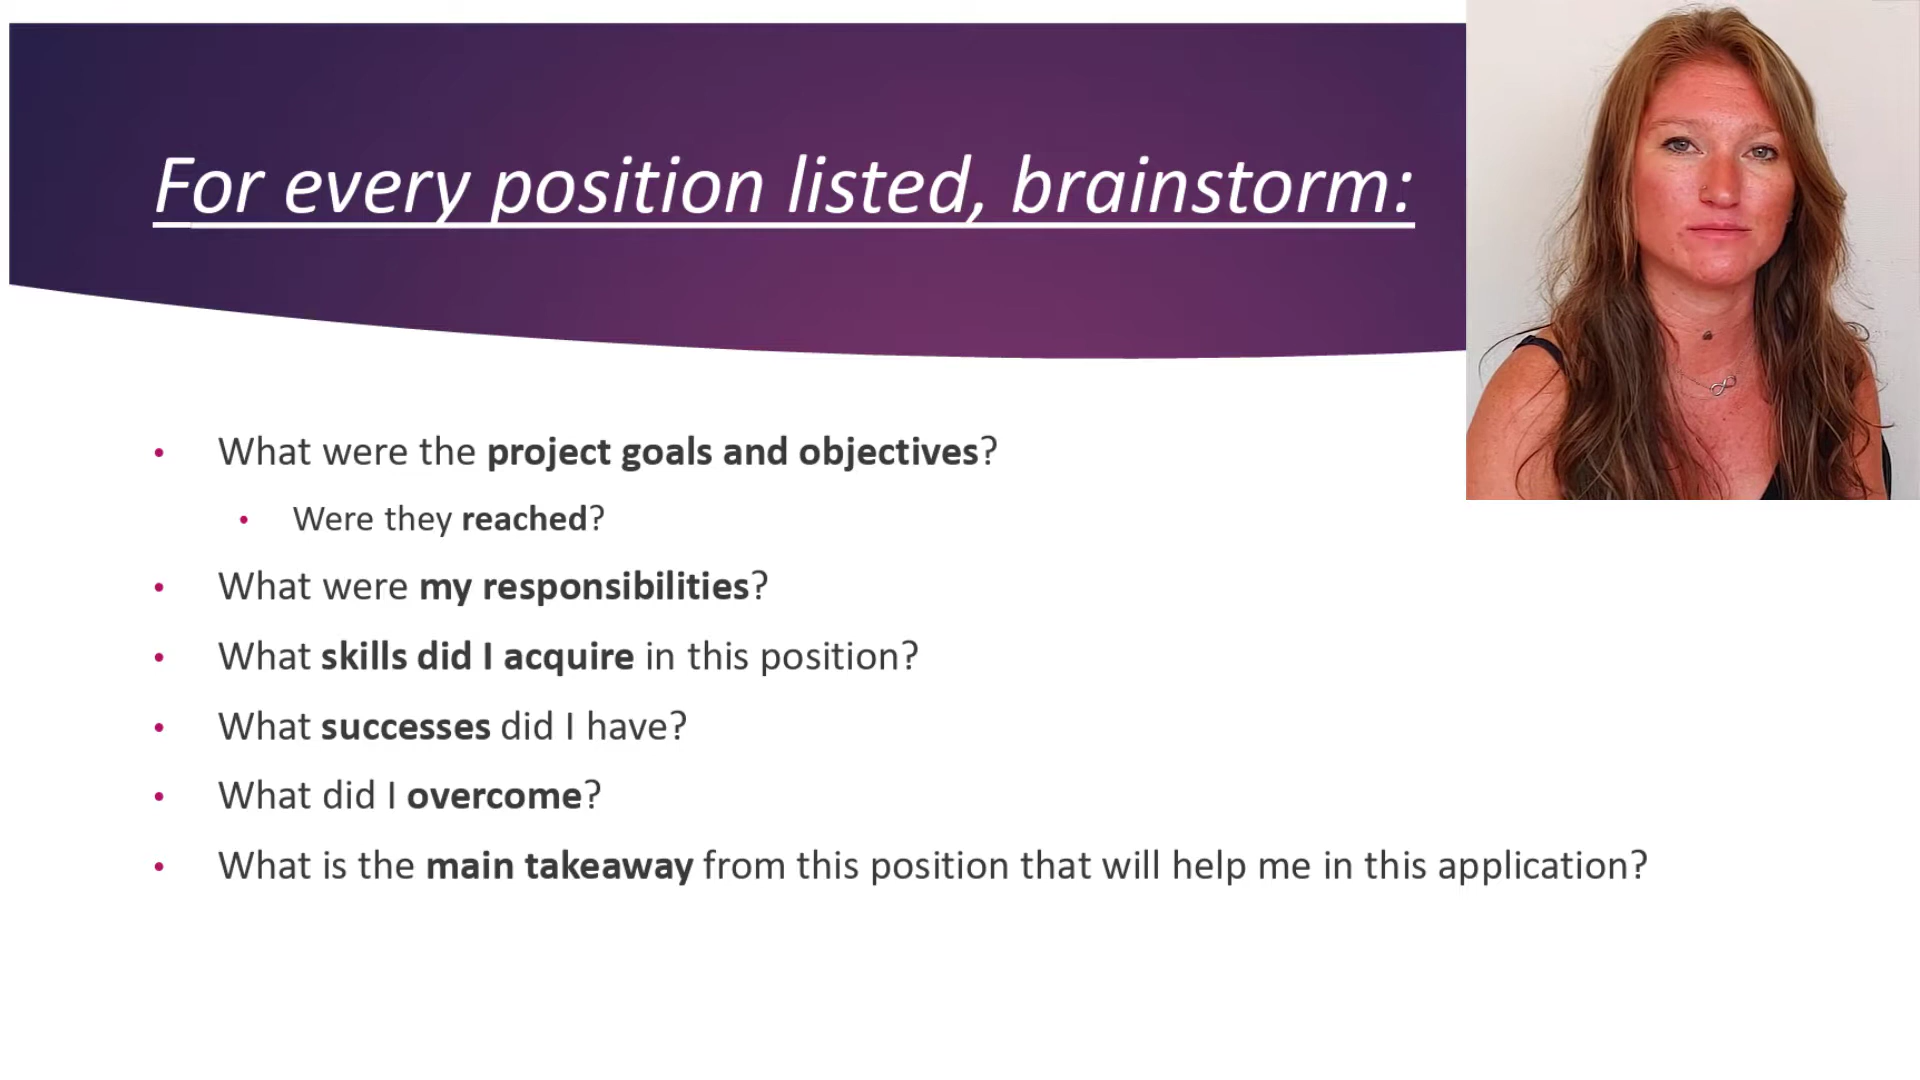 For every position listed, brainstorm:
• What were the project goals and objectives?
• Were they reached?
• What were my responsibilities?
• What skills did I acquire in this position?
• What successes did I have?
• What did I overcome?
• What is the main takeaway from this position that will help me in this application?